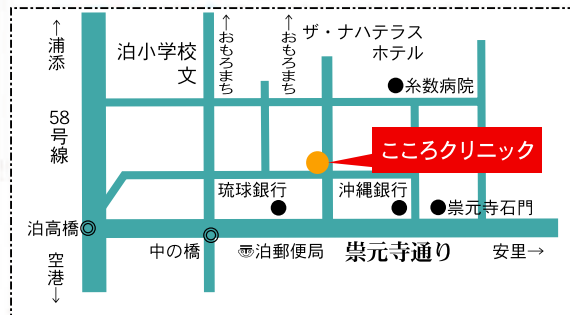 ↑浦添
泊小学校
文
↑おもろまち
↑おもろまち
ザ・ナハテラス
ホテル
糸数病院
58号線
こころクリニック
琉球銀行
沖縄銀行
崇元寺石門
泊高橋
中の橋
〠泊郵便局
崇元寺通り
安里→
空港↓